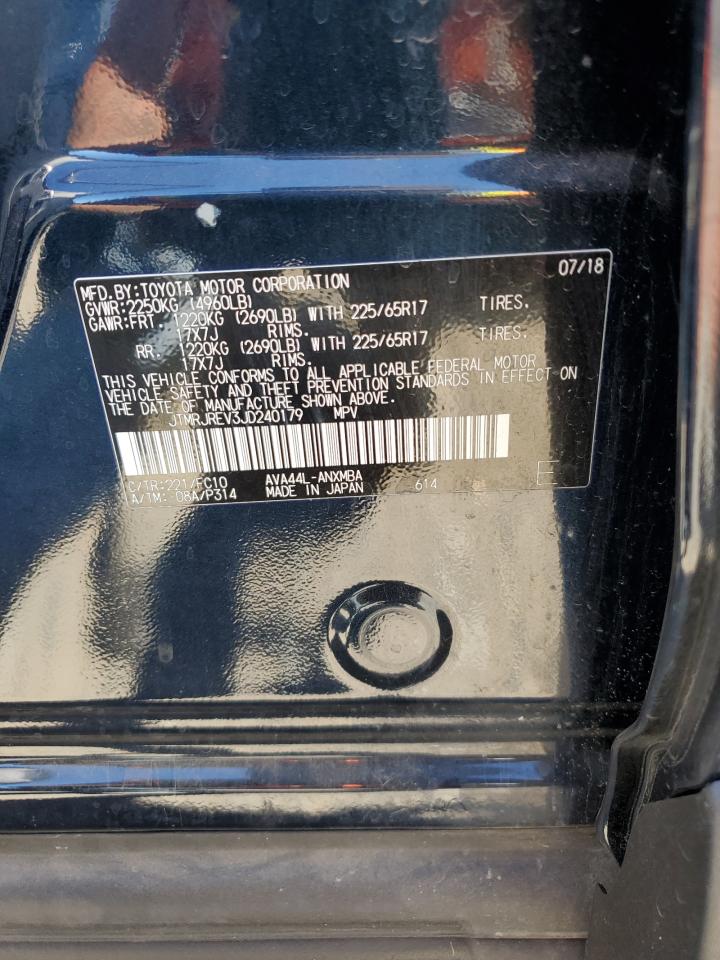 MFD.BY:TOYOTA MOTOR CORPORATION 07/18
GVWR:2250KG (4960LB)
GAWR:FRT. 1220KG (2690LB) WITH 225/65R17 TIRES.
17X7J RIMS.
RR. 1220KG (2690LB) WITH 225/65R17 TIRES.
17X7J RIMS.
THIS VEHICLE CONFORMS TO ALL APPLICABLE FEDERAL MOTOR
VEHICLE SAFETY AND THEFT PREVENTION STANDARDS IN EFFECT ON
THE DATE OF MANUFACTURE SHOWN ABOVE.
JTMRJREV3JD240179 MPV
C/TR:221/FC10 AVA44L-ANXMBA 614 E
A/TM: -08A/P314 MADE IN JAPAN